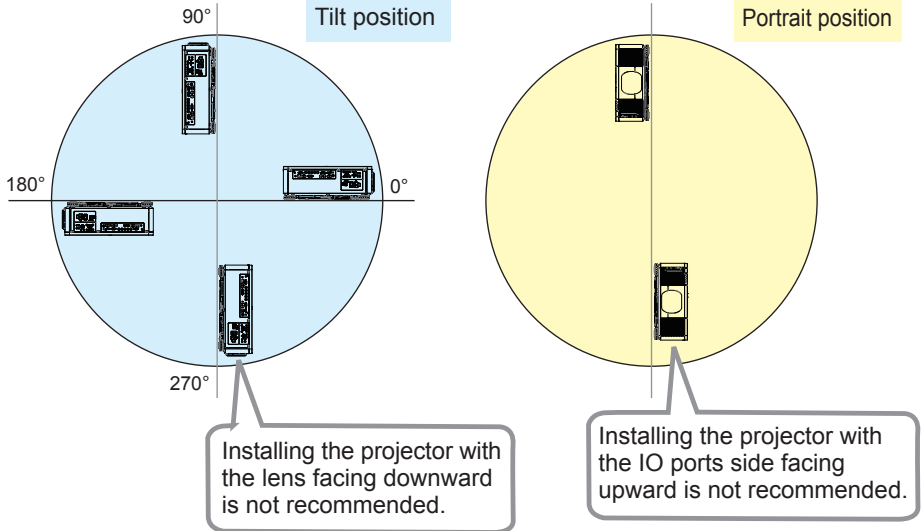 Tilt position
Portrait position
90°
180°
0°
270°
Installing the projector with
the lens facing downward
is not recommended.
Installing the projector with
the IO ports side facing
upward is not recommended.